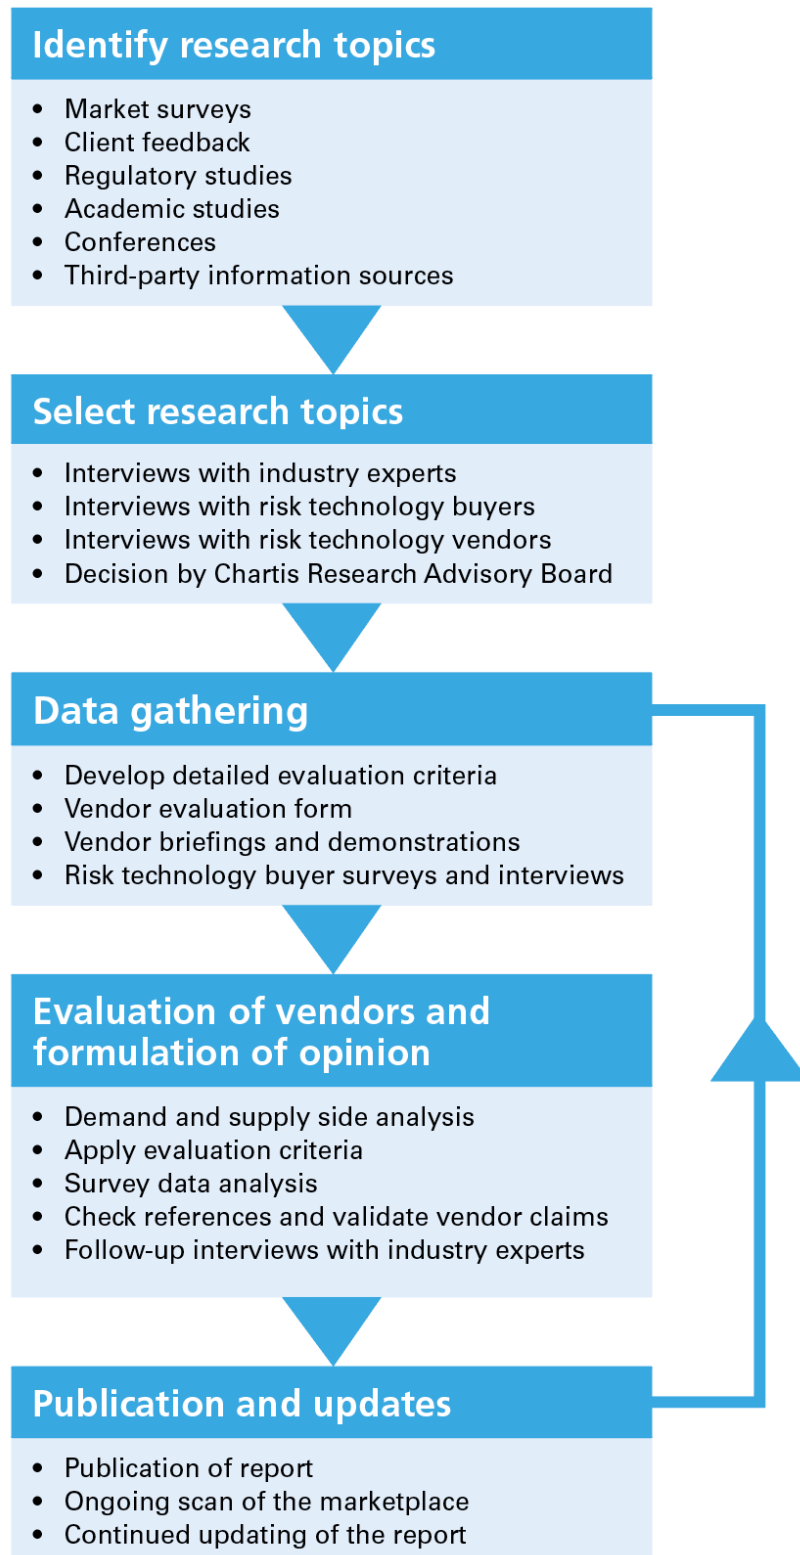 Identify research topics
• Market surveys
• Client feedback
• Regulatory studies
• Academic studies
• Conferences
• Third-party information sources
Select research topics
• Interviews with industry experts
• Interviews with risk technology buyers
• Interviews with risk technology vendors
• Decision by Chartis Research Advisory Board
Data gathering
• Develop detailed evaluation criteria
• Vendor evaluation form
• Vendor briefings and demonstrations
• Risk technology buyer surveys and interviews
Evaluation of vendors and
formulation of opinion
• Demand and supply side analysis
• Apply evaluation criteria
• Survey data analysis
• Check references and validate vendor claims
• Follow-up interviews with industry experts
Publication and updates
• Publication of report
• Ongoing scan of the marketplace
• Continued updating of the report